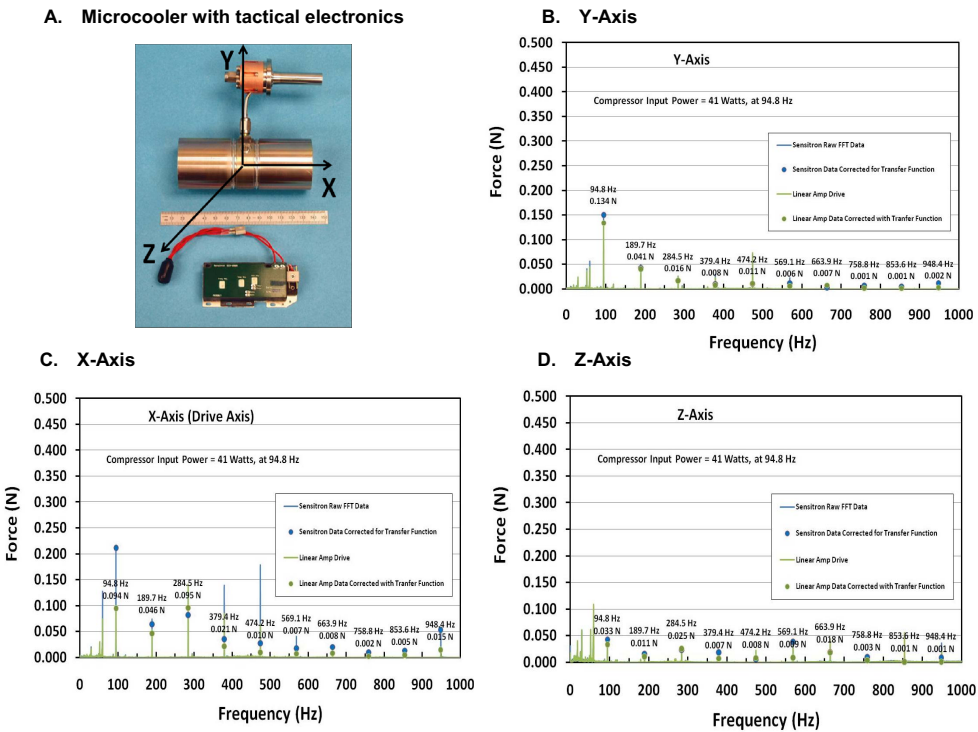 A. Microcooler with tactical electronics
Y
X
Z
B. Y-Axis
Y-Axis
Compressor Input Power = 41 Watts, at 94.8 Hz
Sensitron Raw FFT Data
Sensitron Data Corrected for Transfer Function
Linear Amp Drive
Linear Amp Data Corrected with Tranfer Function
Force (N)
0.500
0.450
0.400
0.350
0.300
0.250
0.200
0.150
0.100
0.050
0.000
94.8 Hz
0.134 N
189.7 Hz
0.041 N
284.5 Hz
0.016 N
379.4 Hz
0.008 N
474.2 Hz
0.011 N
569.1 Hz
0.006 N
663.9 Hz
0.007 N
758.8 Hz
0.001 N
853.6 Hz
0.001 N
948.4 Hz
0.002 N
0 100 200 300 400 500 600 700 800 900 1000
Frequency (Hz)
C. X-Axis
X-Axis (Drive Axis)
Compressor Input Power = 41 Watts, at 94.8 Hz
Sensitron Raw FFT Data
Sensitron Data Corrected for Transfer Function
Linear Amp Drive
Linear Amp Data Corrected with Tranfer Function
Force (N)
0.500
0.450
0.400
0.350
0.300
0.250
0.200
0.150
0.100
0.050
0.000
94.8 Hz
0.094 N
189.7 Hz
0.046 N
284.5 Hz
0.095 N
379.4 Hz
0.021 N
474.2 Hz
0.010 N
569.1 Hz
0.007 N
663.9 Hz
0.008 N
758.8 Hz
0.002 N
853.6 Hz
0.005 N
948.4 Hz
0.015 N
0 100 200 300 400 500 600 700 800 900 1000
Frequency (Hz)
D. Z-Axis
Z-Axis
Compressor Input Power = 41 Watts, at 94.8 Hz
Sensitron Raw FFT Data
Sensitron Data Corrected for Transfer Function
Linear Amp Drive
Linear Amp Data Corrected with Tranfer Function
Force (N)
0.500
0.450
0.400
0.350
0.300
0.250
0.200
0.150
0.100
0.050
0.000
94.8 Hz
0.033 N
189.7 Hz
0.011 N
284.5 Hz
0.025 N
379.4 Hz
0.007 N
474.2 Hz
0.008 N
569.1 Hz
0.009 N
663.9 Hz
0.018 N
758.8 Hz
0.003 N
853.6 Hz
0.001 N
948.4 Hz
0.001 N
0 100 200 300 400 500 600 700 800 900 1000
Frequency (Hz)